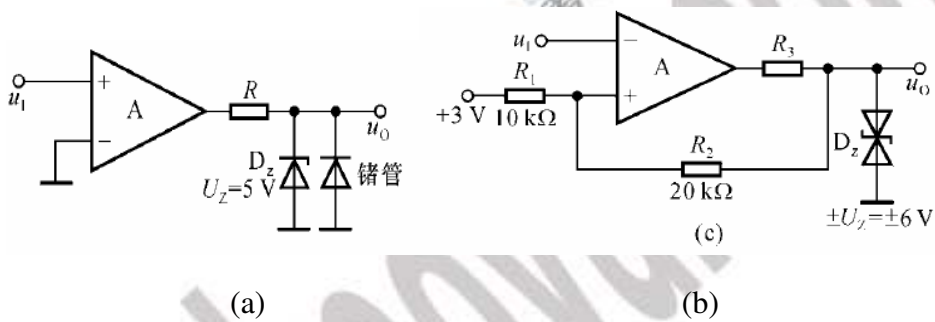 u_I
+
A
−
R
u_O
D_z
U_Z=5 V
锗管
(a)
u_I
−
A
+
R_1
+3 V
10 kΩ
R_2
20 kΩ
R_3
u_O
D_z
±U_Z=±6 V
(c)
(b)